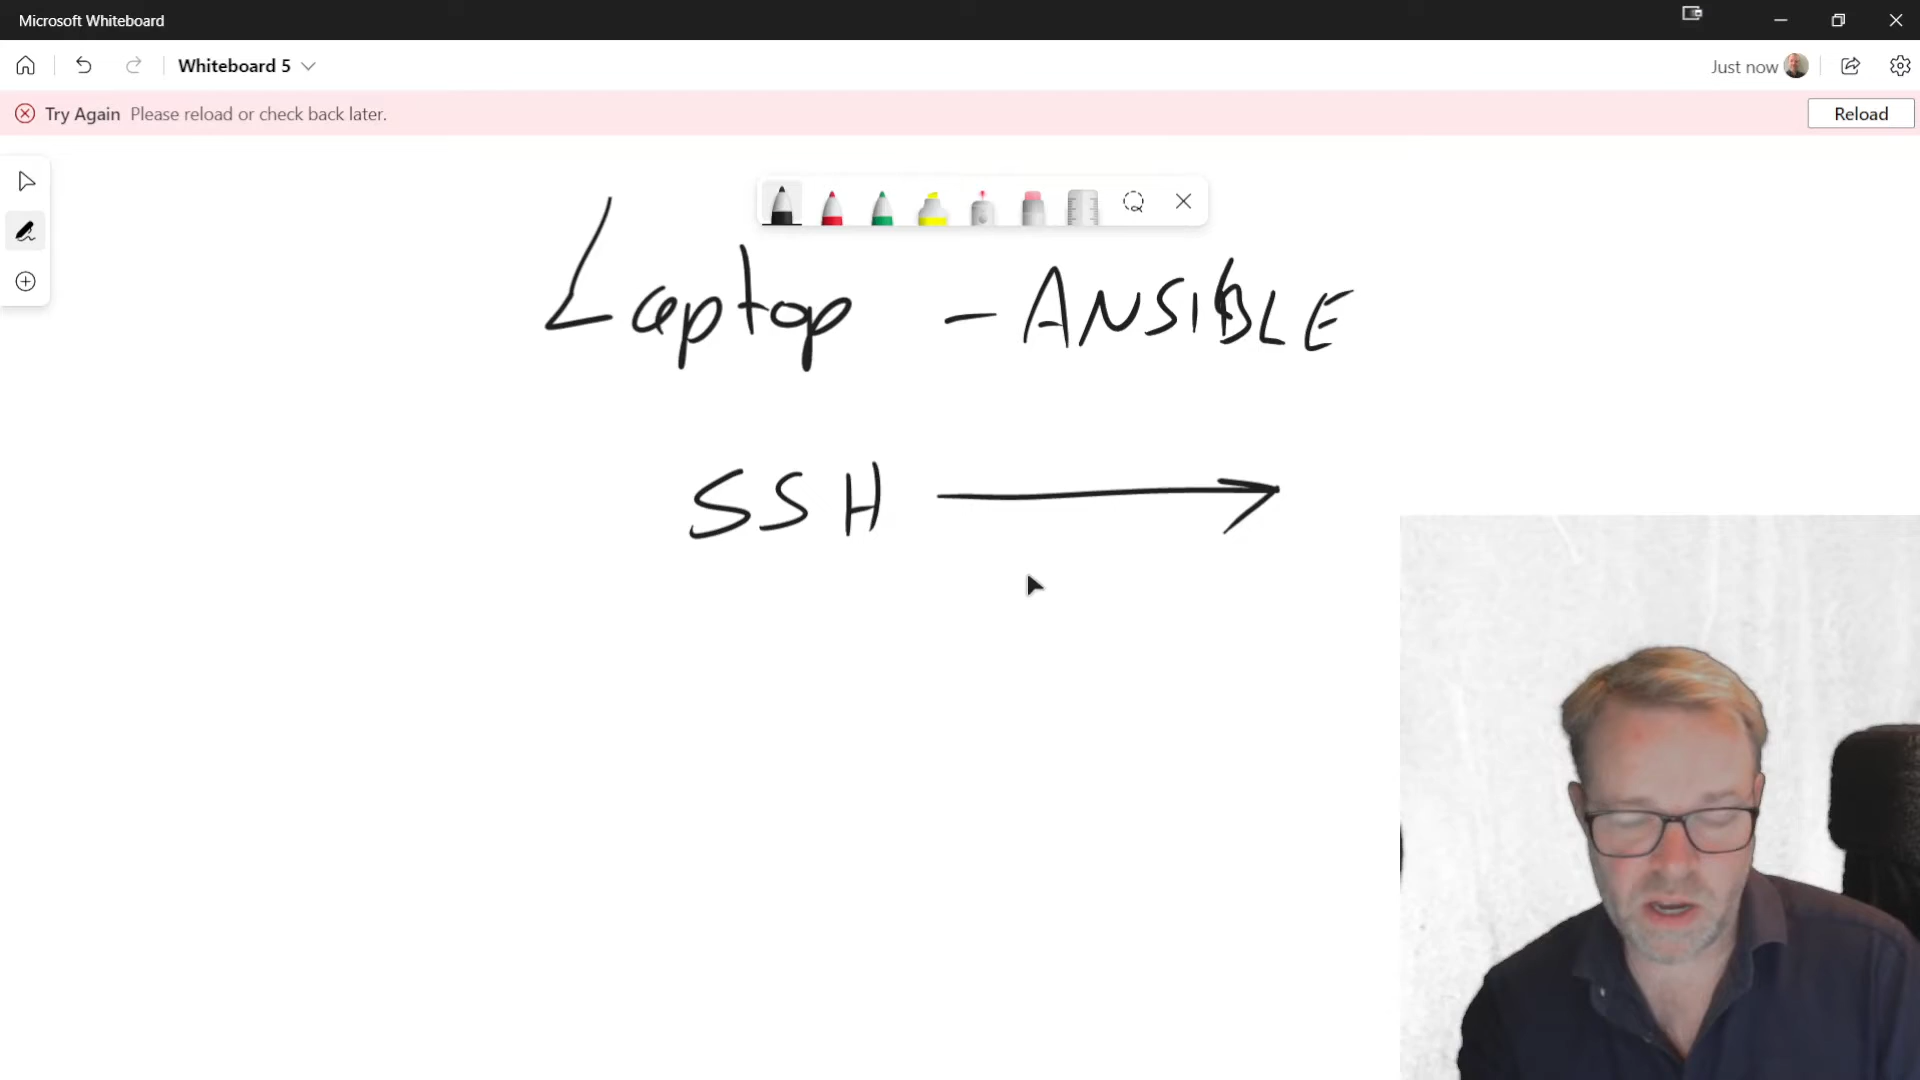 Microsoft Whiteboard
Whiteboard 5
Just now
Try Again Please reload or check back later.
Reload
Laptop - ANSIBLE
SSH